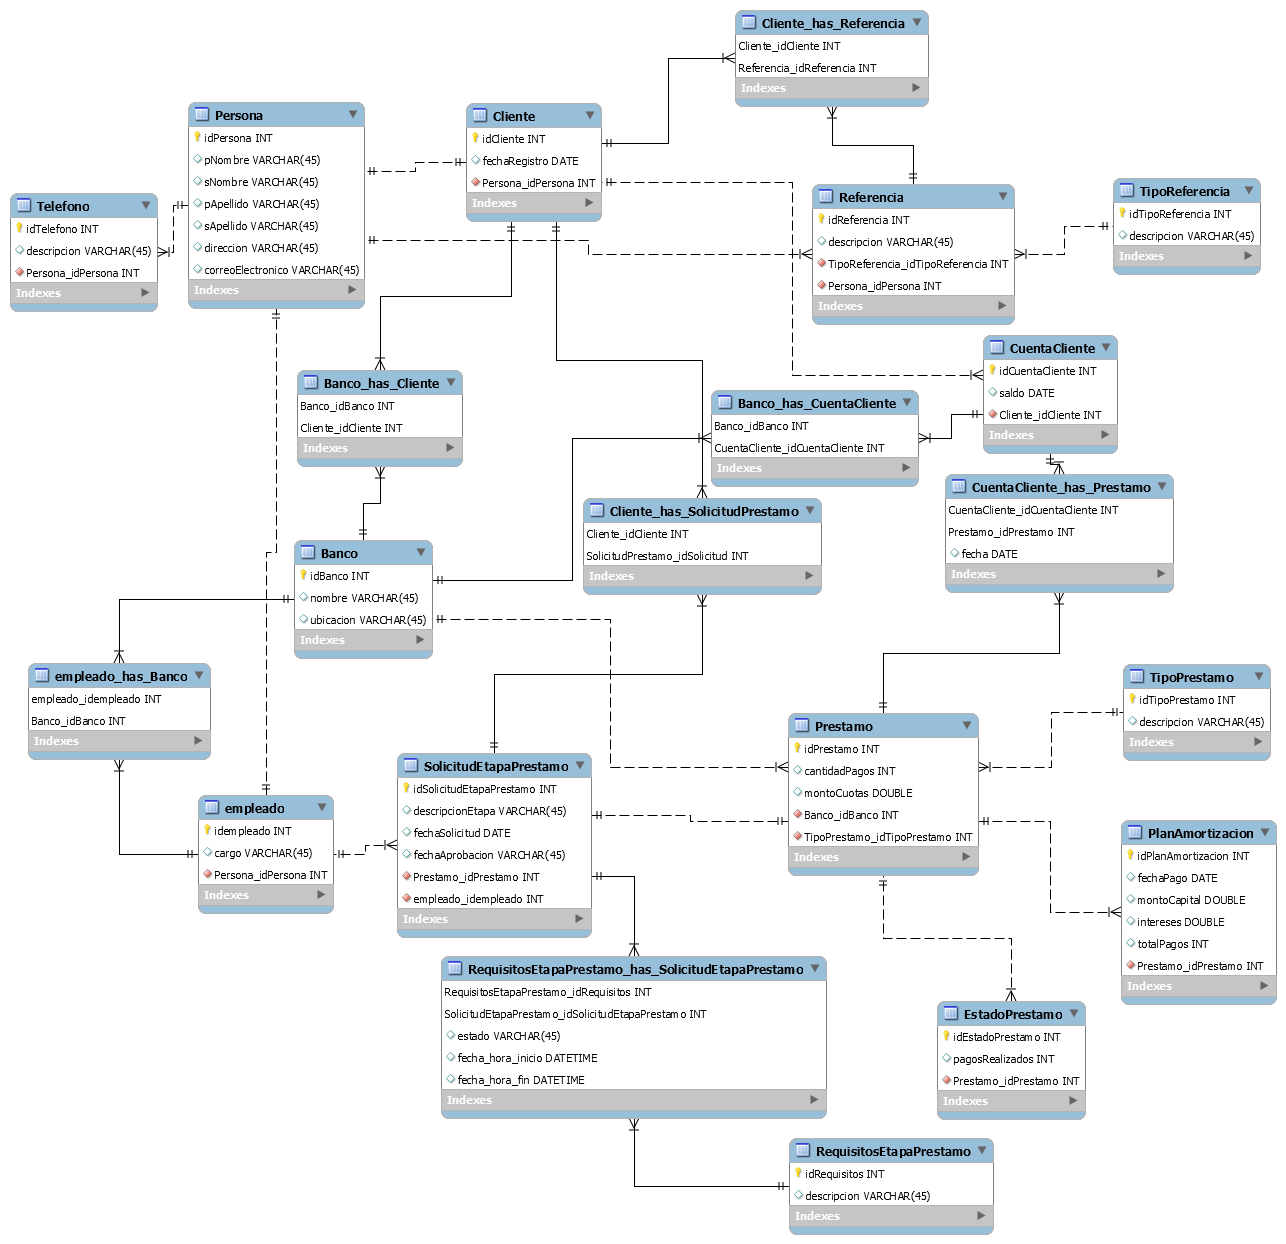 Cliente_has_Referencia
Cliente_idCliente INT
Referencia_idReferencia INT
Indexes
Persona
idPersona INT
pNombre VARCHAR(45)
sNombre VARCHAR(45)
pApellido VARCHAR(45)
sApellido VARCHAR(45)
direccion VARCHAR(45)
correoElectronico VARCHAR(45)
Indexes
Cliente
idCliente INT
fechaRegistro DATE
Persona_idPersona INT
Indexes
Telefono
idTelefono INT
descripcion VARCHAR(45)
Persona_idPersona INT
Indexes
Referencia
idReferencia INT
descripcion VARCHAR(45)
TipoReferencia_idTipoReferencia INT
Persona_idPersona INT
Indexes
TipoReferencia
idTipoReferencia INT
descripcion VARCHAR(45)
Indexes
CuentaCliente
idCuentaCliente INT
saldo DATE
Cliente_idCliente INT
Indexes
Banco_has_Cliente
Banco_idBanco INT
Cliente_idCliente INT
Indexes
Banco_has_CuentaCliente
Banco_idBanco INT
CuentaCliente_idCuentaCliente INT
Indexes
CuentaCliente_has_Prestamo
CuentaCliente_idCuentaCliente INT
Prestamo_idPrestamo INT
fecha DATE
Indexes
Cliente_has_SolicitudPrestamo
Cliente_idCliente INT
SolicitudPrestamo_idSolicitud INT
Indexes
Banco
idBanco INT
nombre VARCHAR(45)
ubicacion VARCHAR(45)
Indexes
empleado_has_Banco
empleado_idempleado INT
Banco_idBanco INT
Indexes
TipoPrestamo
idTipoPrestamo INT
descripcion VARCHAR(45)
Indexes
Prestamo
idPrestamo INT
cantidadPagos INT
montoCuotas DOUBLE
Banco_idBanco INT
TipoPrestamo_idTipoPrestamo INT
Indexes
SolicitudEtapaPrestamo
idSolicitudEtapaPrestamo INT
descripcionEtapa VARCHAR(45)
fechaSolicitud DATE
fechaAprobacion VARCHAR(45)
Prestamo_idPrestamo INT
empleado_idempleado INT
Indexes
empleado
idempleado INT
cargo VARCHAR(45)
Persona_idPersona INT
Indexes
PlanAmortizacion
idPlanAmortizacion INT
fechaPago DATE
montoCapital DOUBLE
intereses DOUBLE
totalPagos INT
Prestamo_idPrestamo INT
Indexes
RequisitosEtapaPrestamo_has_SolicitudEtapaPrestamo
RequisitosEtapaPrestamo_idRequisitos INT
SolicitudEtapaPrestamo_idSolicitudEtapaPrestamo INT
estado VARCHAR(45)
fecha_hora_inicio DATETIME
fecha_hora_fin DATETIME
Indexes
EstadoPrestamo
idEstadoPrestamo INT
pagosRealizados INT
Prestamo_idPrestamo INT
Indexes
RequisitosEtapaPrestamo
idRequisitos INT
descripcion VARCHAR(45)
Indexes